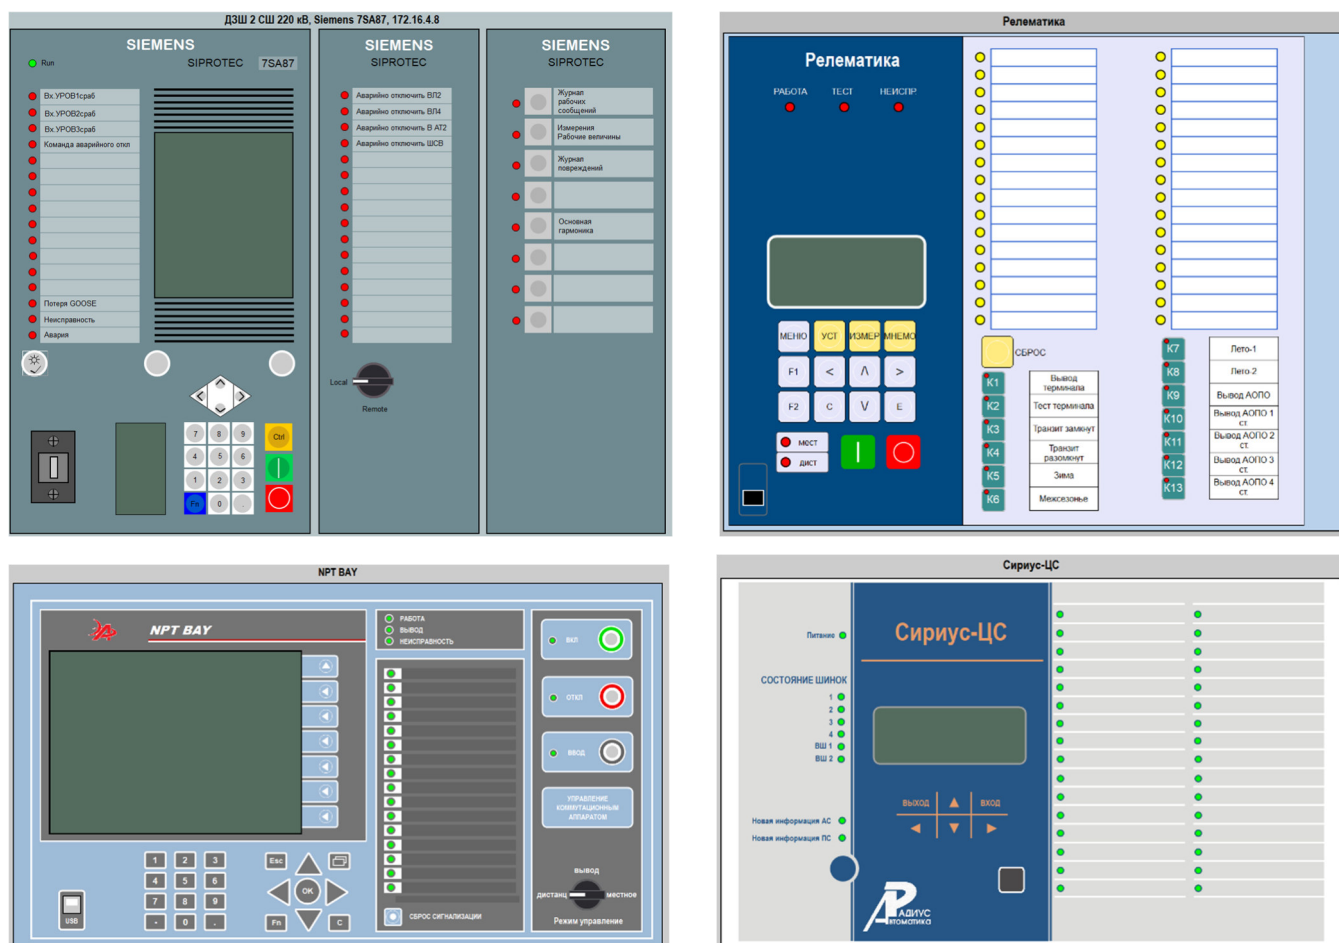 ДЗШ 2 СШ 220 кВ, Siemens 7SA87, 172.16.4.8
SIEMENS
Run
SIPROTEC 7SA87
Вх.УРОВ1сраб
Вх.УРОВ2сраб
Вх.УРОВ3сраб
Команда аварийного откл
Потеря GOOSE
Неисправность
Авария
7 8 9 Ctrl
4 5 6
1 2 3
Fn 0 .
SIEMENS
SIPROTEC
Аварийно отключить ВЛ2
Аварийно отключить ВЛ4
Аварийно отключить В АТ2
Аварийно отключить ШСВ
Local
Remote
SIEMENS
SIPROTEC
Журнал
рабочих
сообщений
Измерения
Рабочие величины
Журнал
повреждений
Основная
гармоника
Релематика
Релематика
РАБОТА ТЕСТ НЕИСПР
МЕНЮ УСТ ИЗМЕР МНЕМО
F1 < /\ >
F2 C \/ E
мест
дист
СБРОС
K1 Вывод
терминала
K2 Тест терминала
K3 Транзит замкнут
K4 Транзит
разомкнут
K5 Зима
K6 Межсезонье
K7 Лето-1
K8 Лето-2
K9 Вывод АОПО
K10 Вывод АОПО 1
ст.
K11 Вывод АОПО 2
ст.
K12 Вывод АОПО 3
ст.
K13 Вывод АОПО 4
ст.
NPT BAY
NPT BAY
1 2 3
4 5 6
7 8 9
- 0 .
USB
Esc
OK
Fn C
РАБОТА
ВЫВОД
НЕИСПРАВНОСТЬ
СБРОС СИГНАЛИЗАЦИИ
ВКЛ
ОТКЛ
ВВОД
УПРАВЛЕНИЕ
КОММУТАЦИОННЫМ
АППАРАТОМ
ВЫВОД
ДИСТАНЦ МЕСТНОЕ
Режим управление
Сириус-ЦС
Питание
СОСТОЯНИЕ ШИНОК
1
2
3
4
ВШ 1
ВШ 2
Новая информация АС
Новая информация ПС
Сириус-ЦС
ВЫХОД ВХОД
РАДИУС
Автоматика